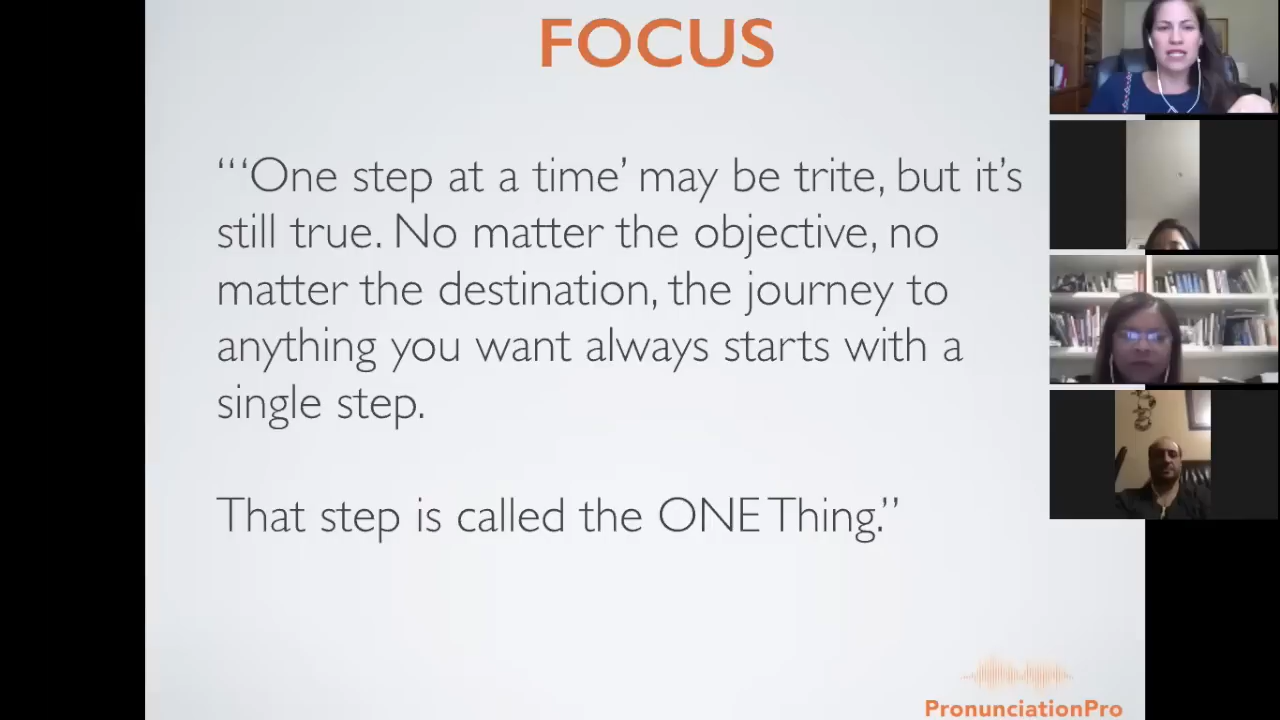 FOCUS
“‘One step at a time’ may be trite, but it’s
still true. No matter the objective, no
matter the destination, the journey to
anything you want always starts with a
single step.
That step is called the ONE Thing.”
PronunciationPro